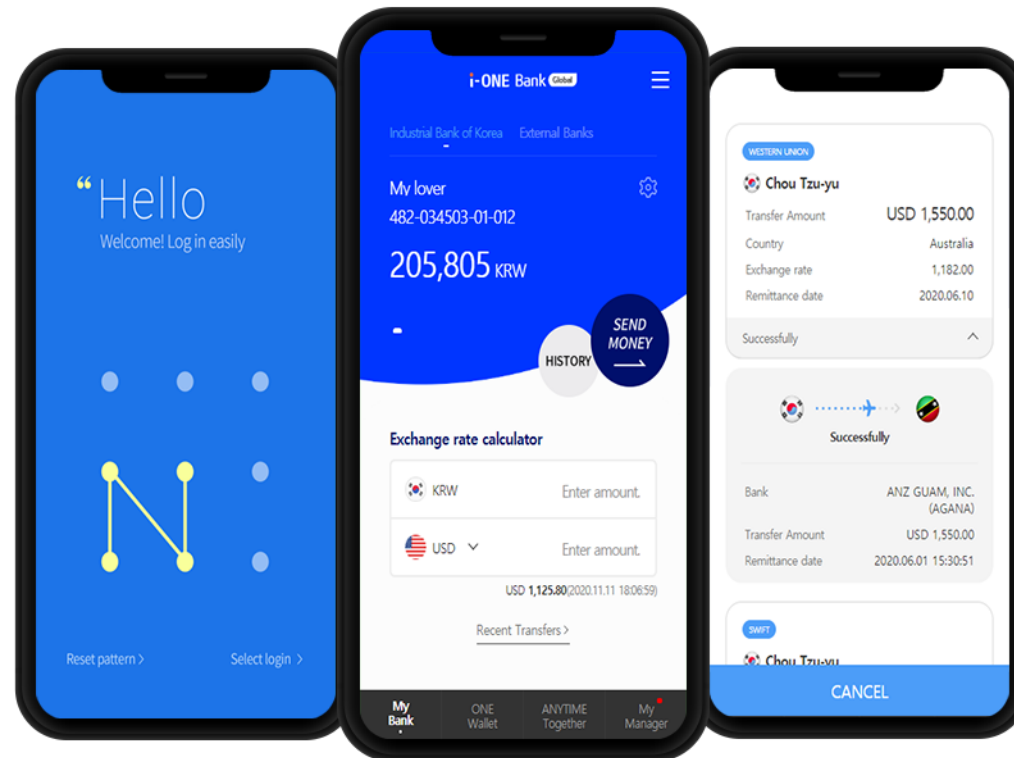 “Hello
Welcome! Log in easily
Reset pattern >
Select login >
i-ONE Bank Global
Industrial Bank of Korea
External Banks
My lover
482-034503-01-012
205,805 KRW
HISTORY
SEND
MONEY
Exchange rate calculator
KRW
Enter amount.
USD
Enter amount.
USD 1,125.80(2020.11.11 18:06:59)
Recent Transfers >
My
Bank
ONE
Wallet
ANYTIME
Together
My
Manager
WESTERN UNION
Chou Tzu-yu
Transfer Amount USD 1,550.00
Country Australia
Exchange rate 1,182.00
Remittance date 2020.06.10
Successfully
Successfully
Bank ANZ GUAM, INC.
(AGANA)
Transfer Amount USD 1,550.00
Remittance date 2020.06.01 15:30:51
SWIFT
Chou Tzu-yu
CANCEL